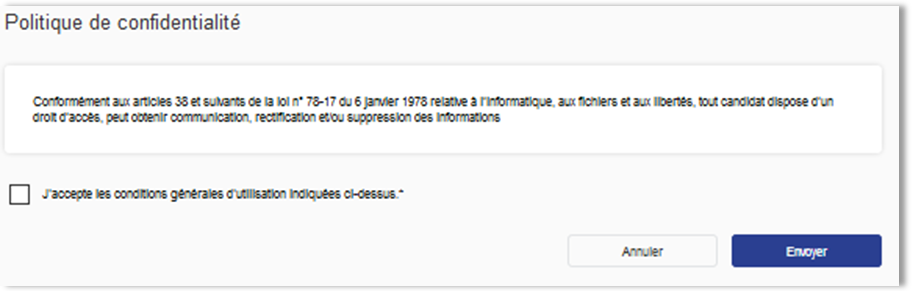 Politique de confidentialité
Conformément aux articles 38 et suivants de la loi n° 78-17 du 6 janvier 1978 relative à l'informatique, aux fichiers et aux libertés, tout candidat dispose d'un
droit d'accès, peut obtenir communication, rectification et/ou suppression des informations
J'accepte les conditions générales d'utilisation indiquées ci-dessus.*
Annuler
Envoyer